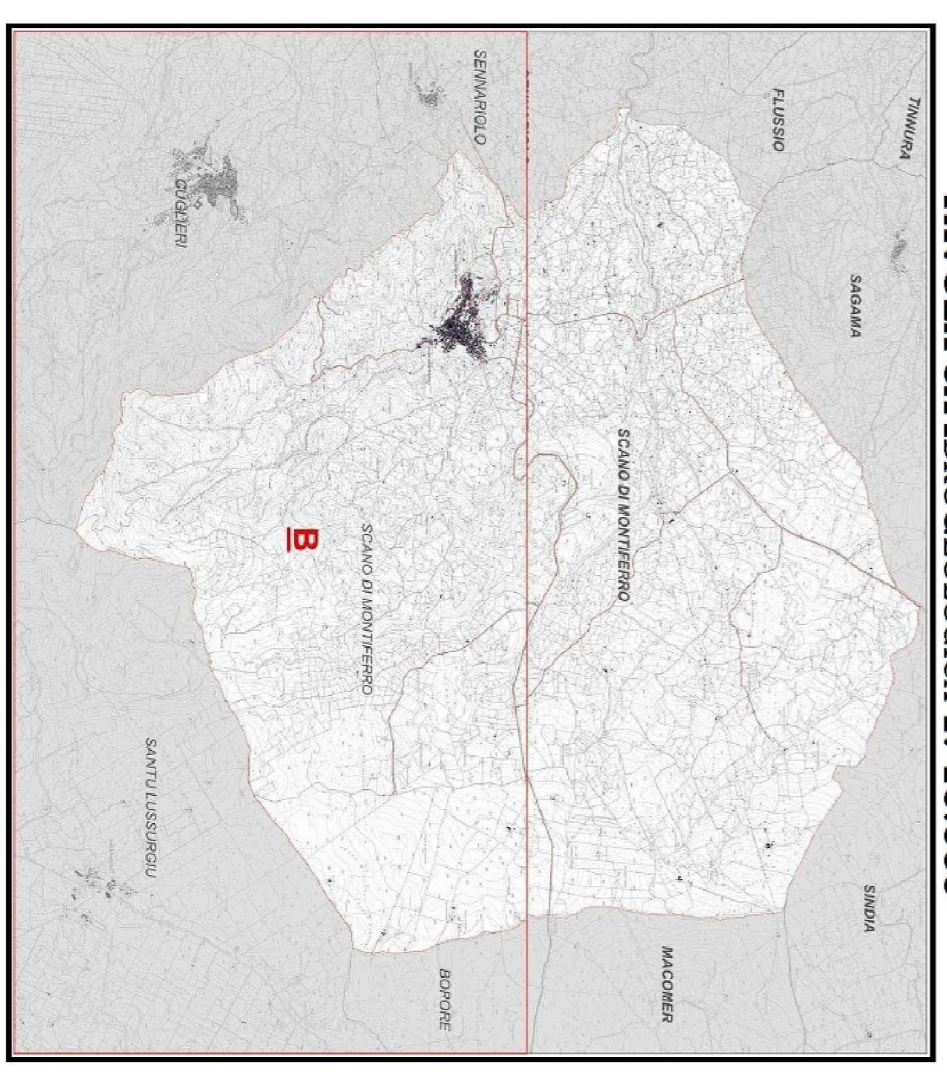 TINNURA
FLUSSIO
SENNARIOLO
SAGAMA
CUGLIERI
SCANO DI MONTIFERRO
SCANO DI MONTIFERRO
B
SINDIA
MACOMER
BORORE
SANTU LUSSURGIU